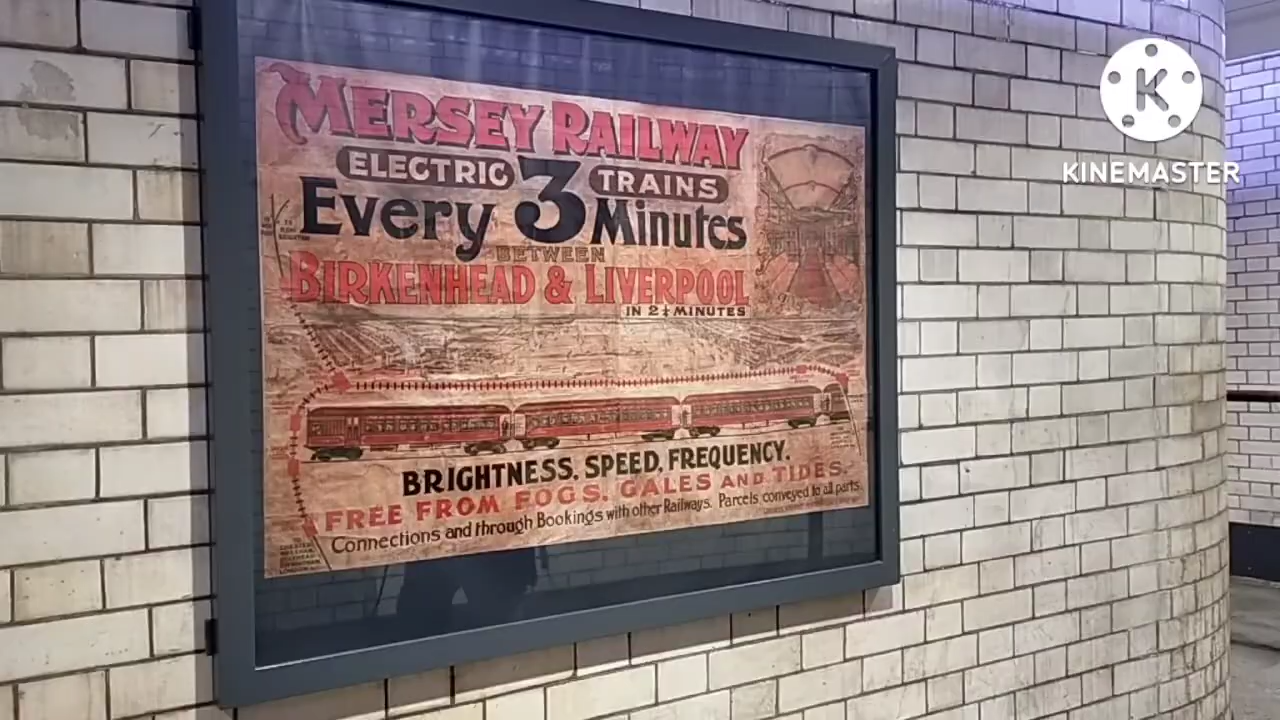 MERSEY RAILWAY
ELECTRIC 3 TRAINS
Every Minutes
BETWEEN
BIRKENHEAD & LIVERPOOL
IN 2½ MINUTES
BRIGHTNESS, SPEED, FREQUENCY.
FREE FROM FOGS, GALES AND TIDES.
Connections and through Bookings with other Railways. Parcels conveyed to all parts.
K
KINEMASTER